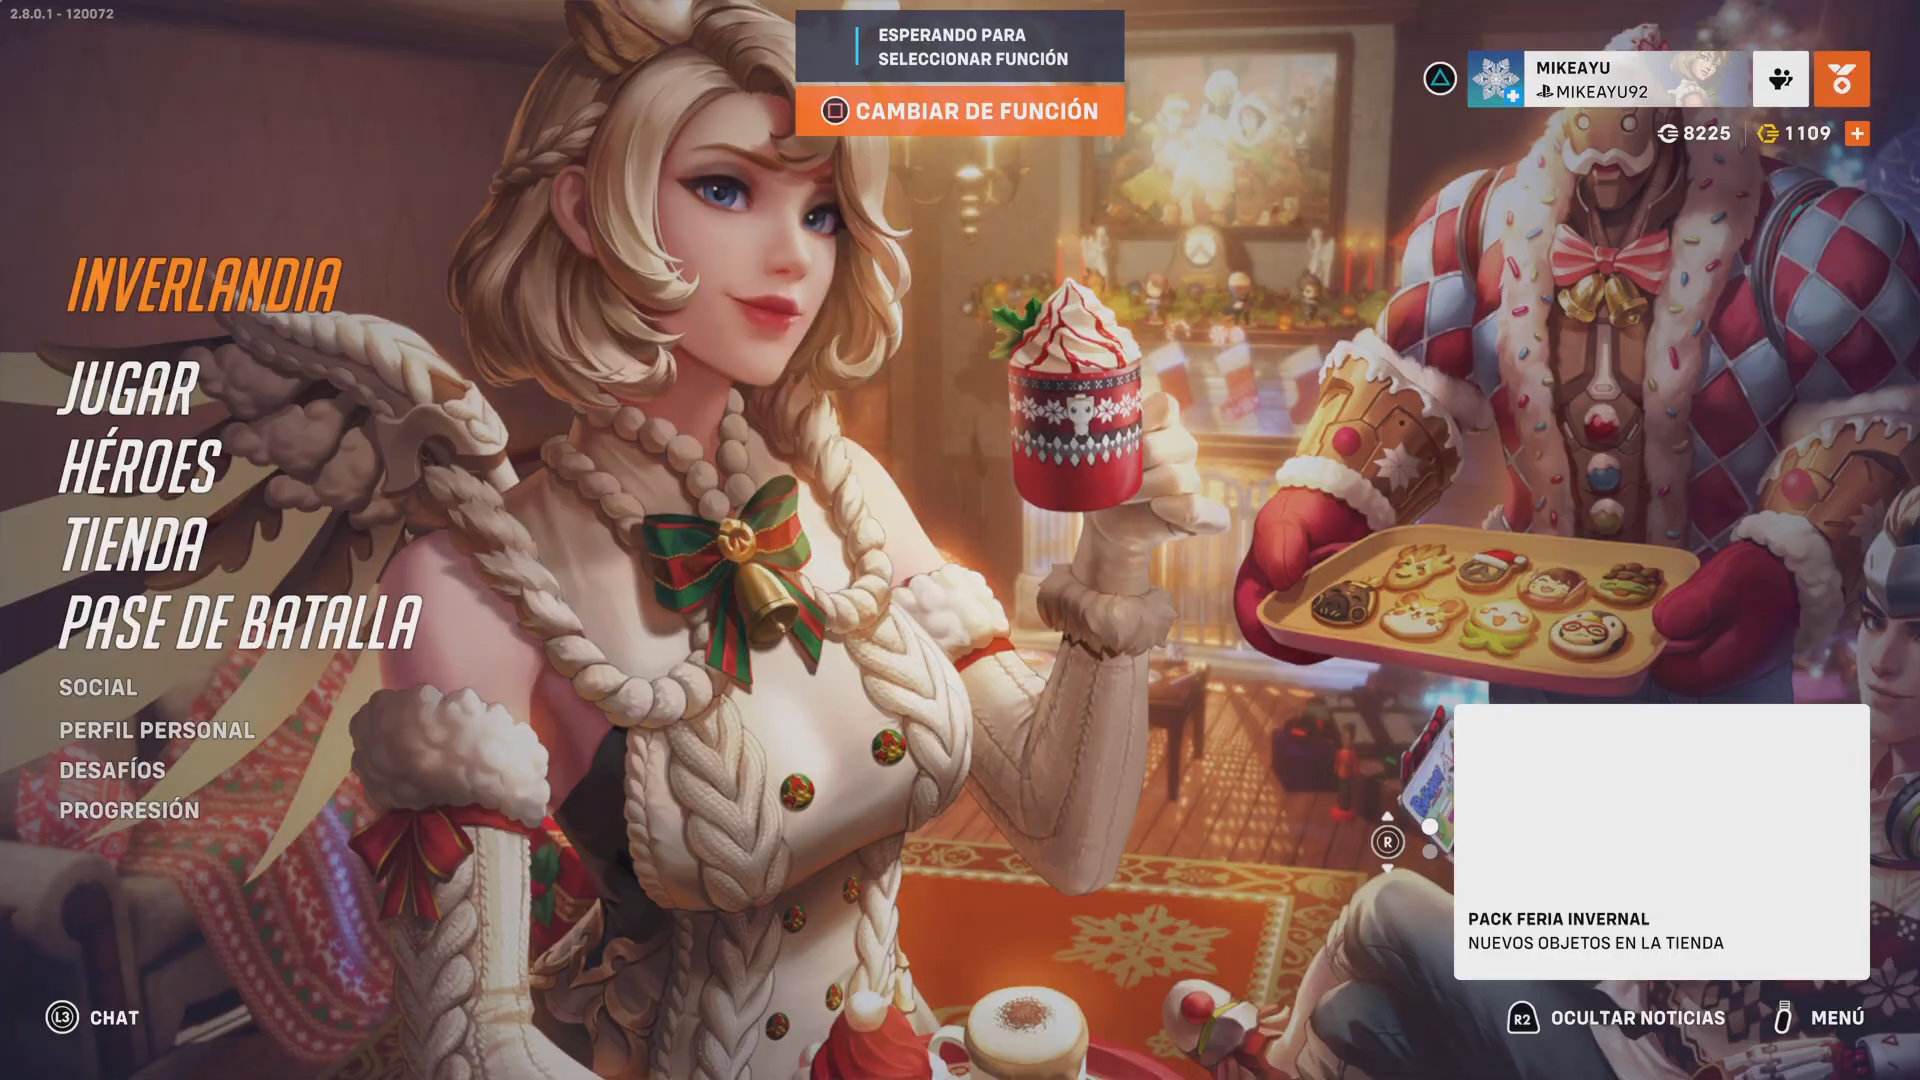 2.8.0.1 - 120072
ESPERANDO PARA
SELECCIONAR FUNCIÓN
CAMBIAR DE FUNCIÓN
MIKEAYU
MIKEAYU92
8225
1109
INVERLANDIA
JUGAR
HÉROES
TIENDA
PASE DE BATALLA
SOCIAL
PERFIL PERSONAL
DESAFÍOS
PROGRESIÓN
R
PACK FERIA INVERNAL
NUEVOS OBJETOS EN LA TIENDA
L3 CHAT
R2 OCULTAR NOTICIAS
MENÚ